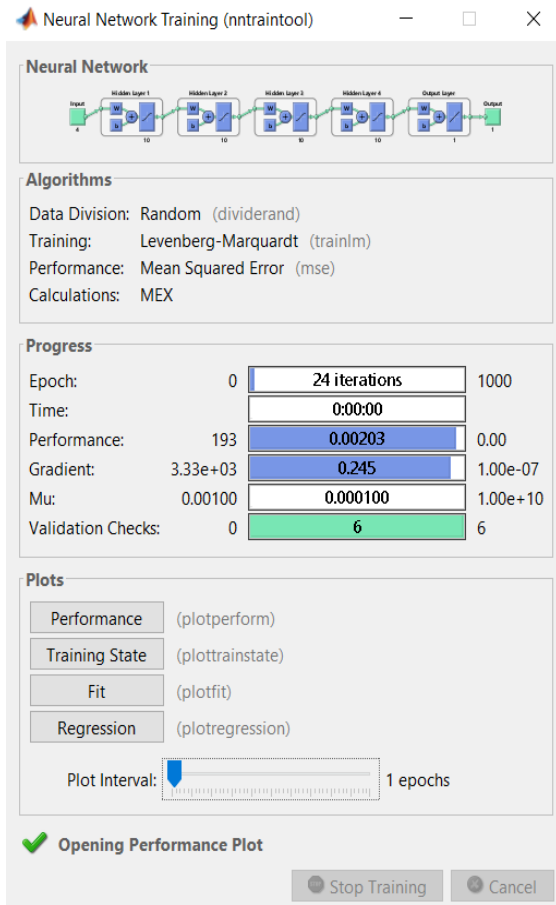 Neural Network Training (nntraintool)
Neural Network
Hidden Layer 1 Hidden Layer 2 Hidden Layer 3 Hidden Layer 4 Output Layer
Input Output
W W W W W
b b b b b
4 10 10 10 10 1 1
Algorithms
Data Division: Random (dividerand)
Training: Levenberg-Marquardt (trainlm)
Performance: Mean Squared Error (mse)
Calculations: MEX
Progress
Epoch: 0 24 iterations 1000
Time: 0:00:00
Performance: 193 0.00203 0.00
Gradient: 3.33e+03 0.245 1.00e-07
Mu: 0.00100 0.000100 1.00e+10
Validation Checks: 0 6 6
Plots
Performance (plotperform)
Training State (plottrainstate)
Fit (plotfit)
Regression (plotregression)
Plot Interval: 1 epochs
Opening Performance Plot
Stop Training Cancel